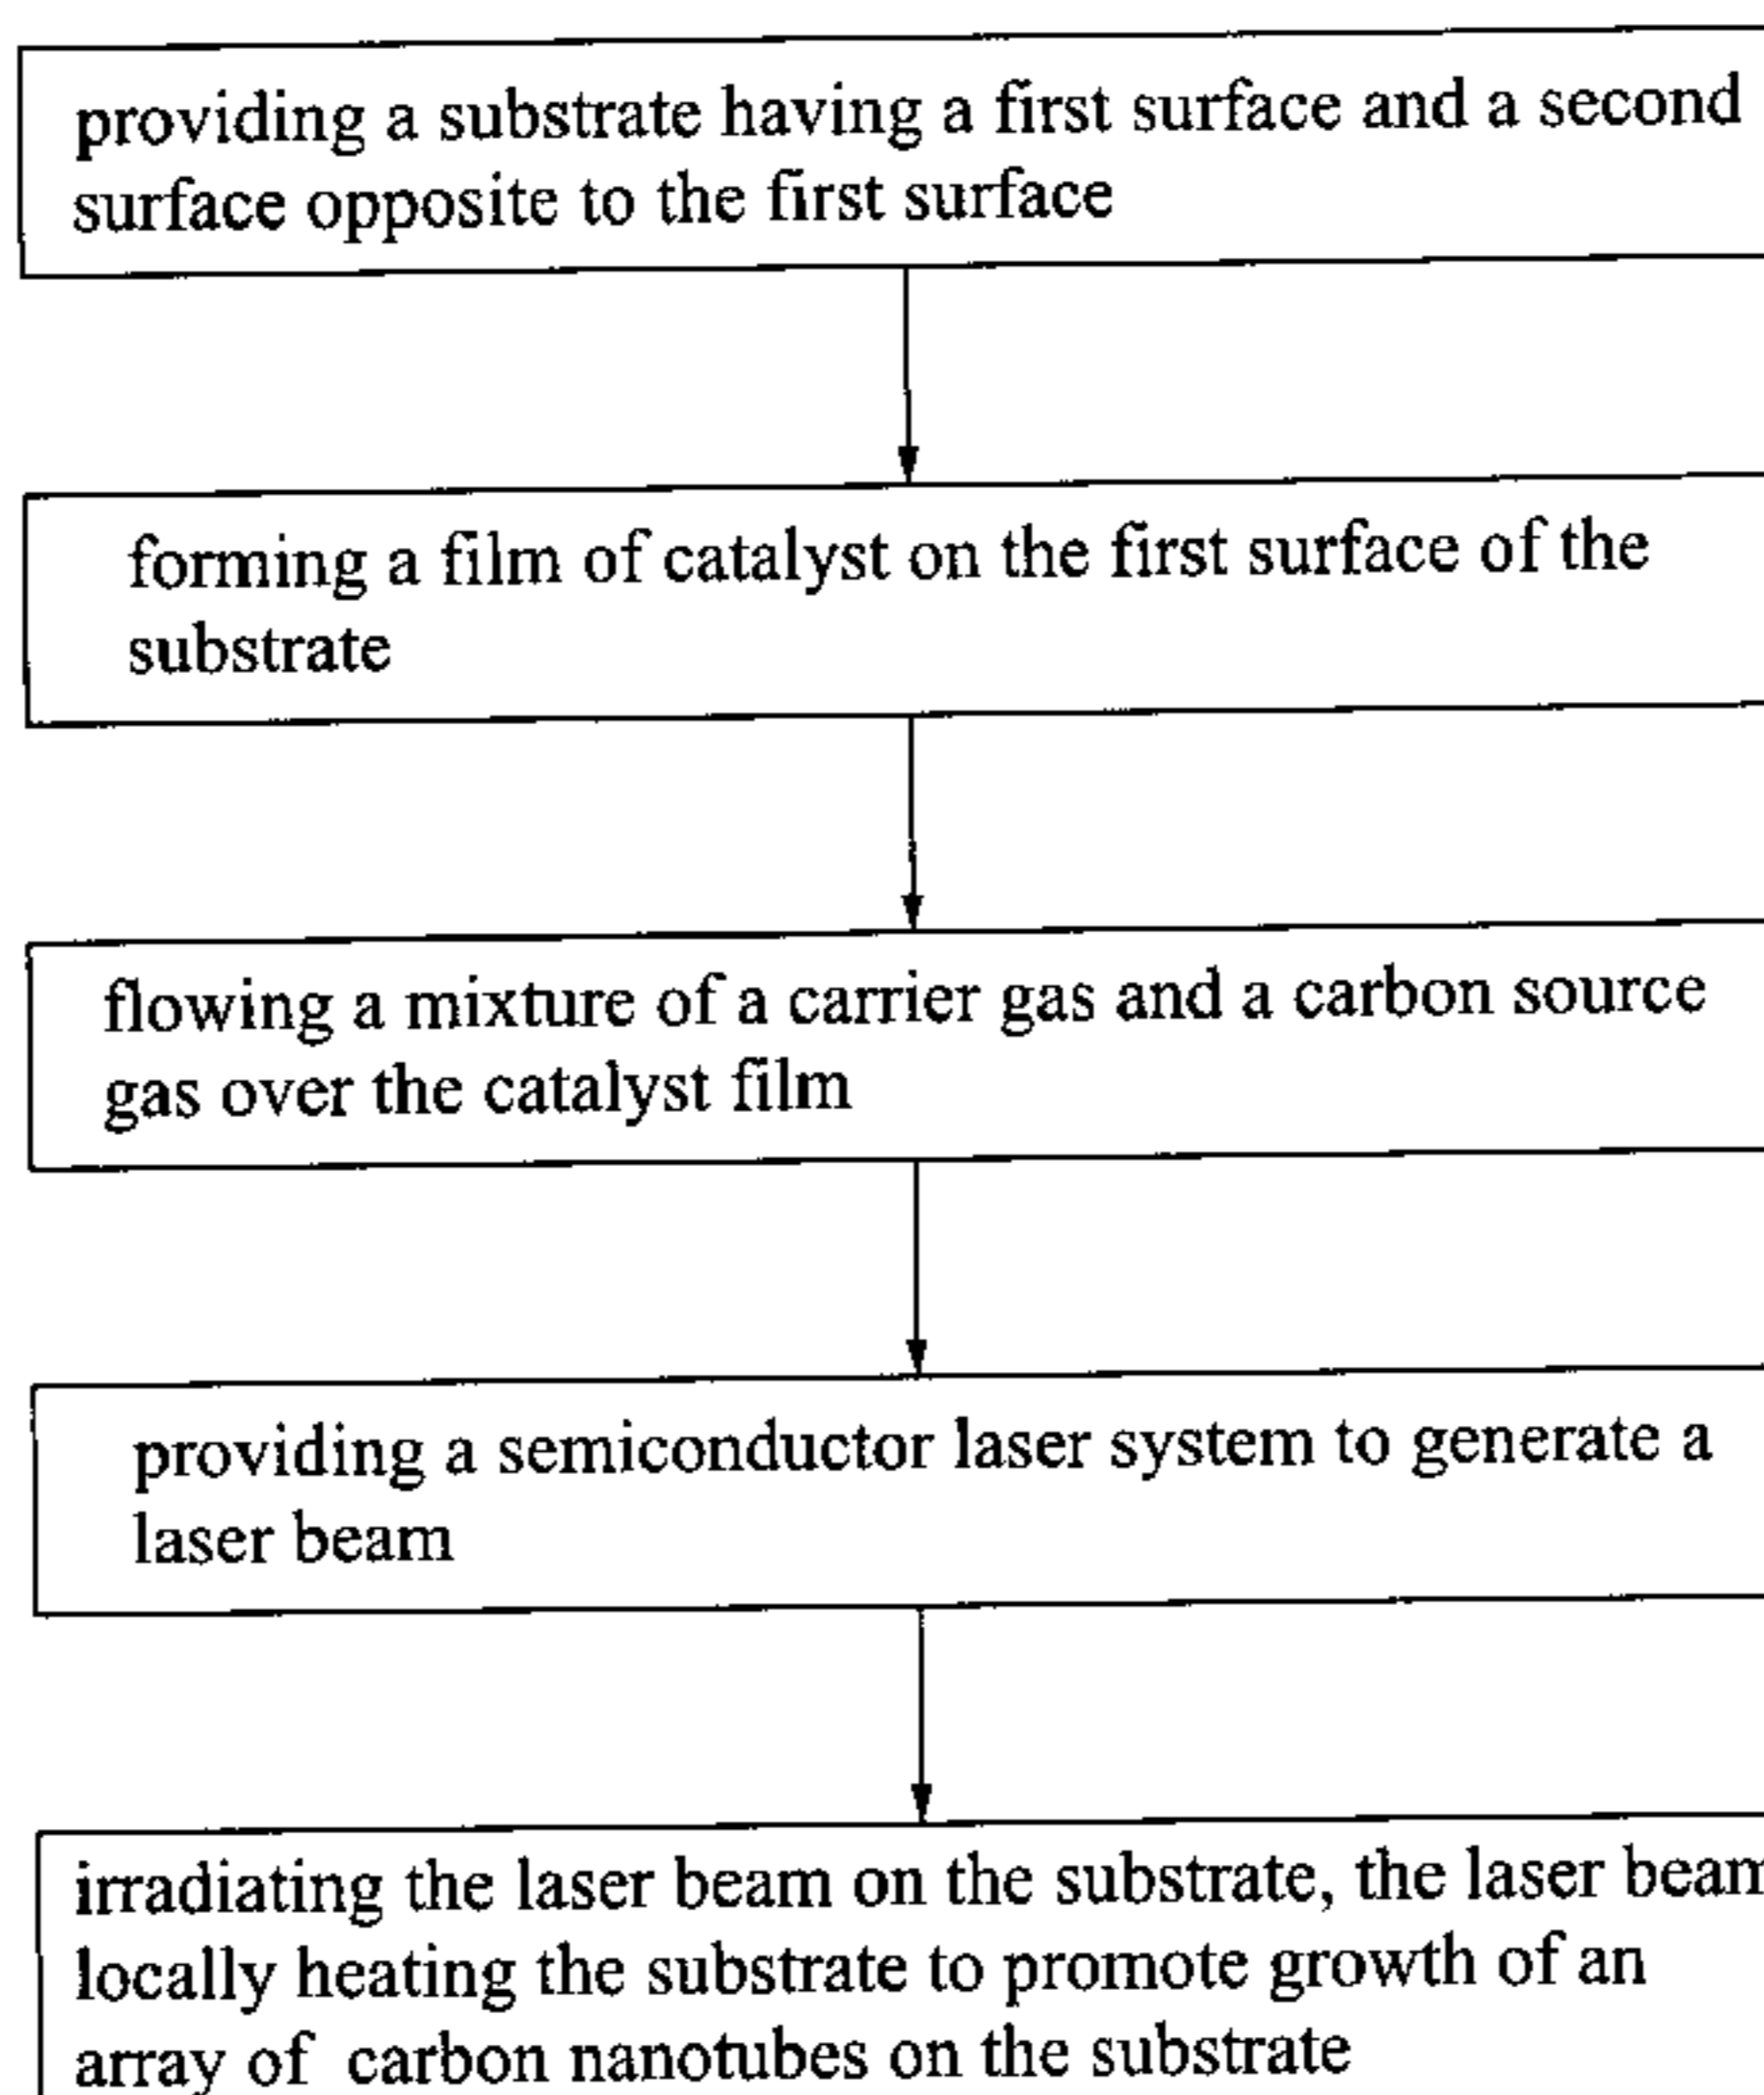 providing a substrate having a first surface and a second
surface opposite to the first surface
forming a film of catalyst on the first surface of the
substrate
flowing a mixture of a carrier gas and a carbon source
gas over the catalyst film
providing a semiconductor laser system to generate a
laser beam
irradiating the laser beam on the substrate, the laser beam
locally heating the substrate to promote growth of an
array of carbon nanotubes on the substrate